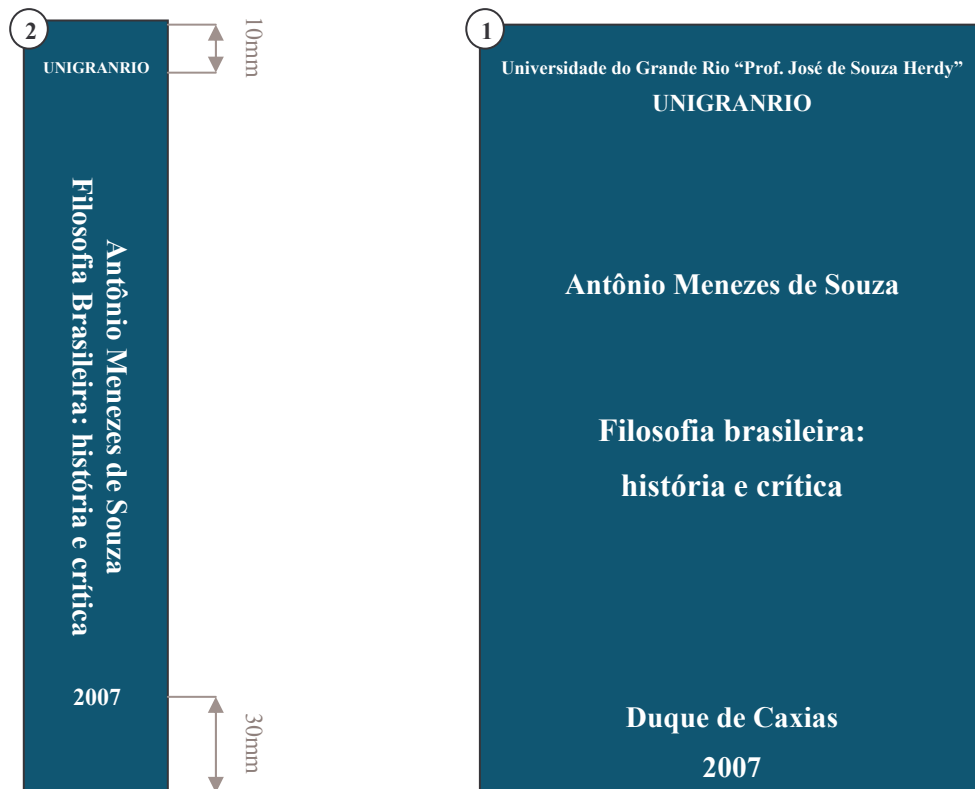 2
UNIGRANRIO
Antônio Menezes de Souza
Filosofia Brasileira: história e crítica
2007
10mm
30mm
1
Universidade do Grande Rio “Prof. José de Souza Herdy”
UNIGRANRIO
Antônio Menezes de Souza
Filosofia brasileira:
história e crítica
Duque de Caxias
2007